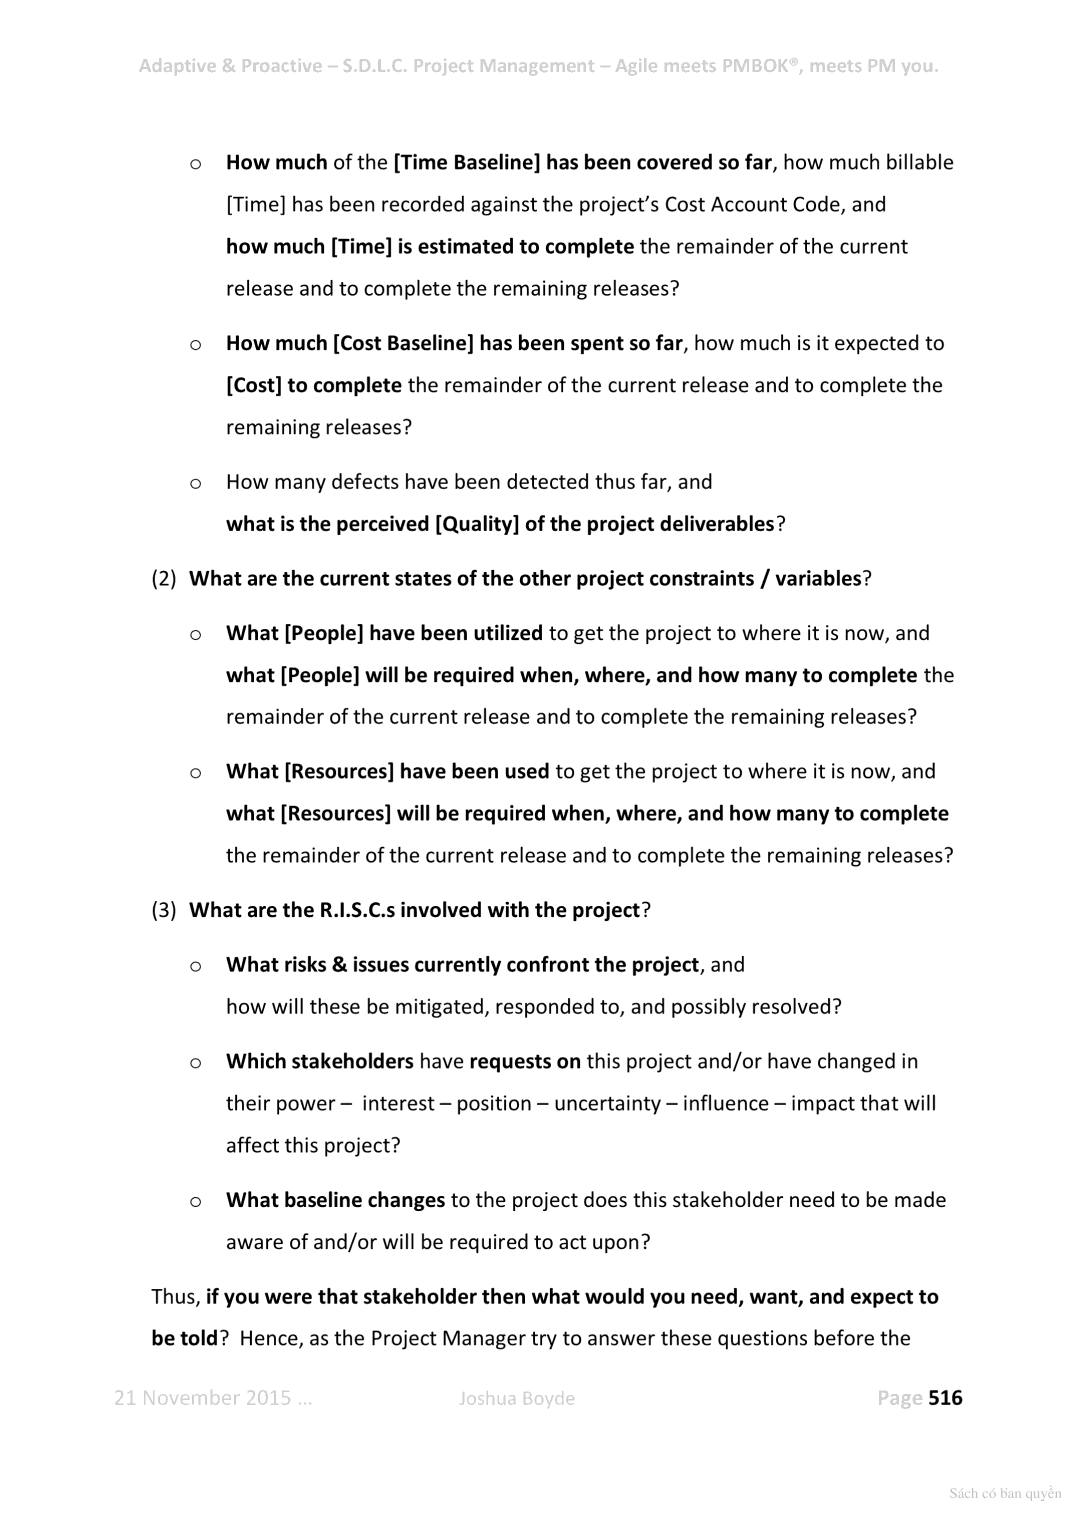 Adaptive & Proactive – S.D.L.C. Project Management – Agile meets PMBOK®, meets PM you.
o How much of the [Time Baseline] has been covered so far, how much billable
[Time] has been recorded against the project’s Cost Account Code, and
how much [Time] is estimated to complete the remainder of the current
release and to complete the remaining releases?
o How much [Cost Baseline] has been spent so far, how much is it expected to
[Cost] to complete the remainder of the current release and to complete the
remaining releases?
o How many defects have been detected thus far, and
what is the perceived [Quality] of the project deliverables?
(2) What are the current states of the other project constraints / variables?
o What [People] have been utilized to get the project to where it is now, and
what [People] will be required when, where, and how many to complete the
remainder of the current release and to complete the remaining releases?
o What [Resources] have been used to get the project to where it is now, and
what [Resources] will be required when, where, and how many to complete
the remainder of the current release and to complete the remaining releases?
(3) What are the R.I.S.C.s involved with the project?
o What risks & issues currently confront the project, and
how will these be mitigated, responded to, and possibly resolved?
o Which stakeholders have requests on this project and/or have changed in
their power – interest – position – uncertainty – influence – impact that will
affect this project?
o What baseline changes to the project does this stakeholder need to be made
aware of and/or will be required to act upon?
Thus, if you were that stakeholder then what would you need, want, and expect to
be told? Hence, as the Project Manager try to answer these questions before the
21 November 2015 ... Joshua Boyde Page 516
Sách có bản quyền